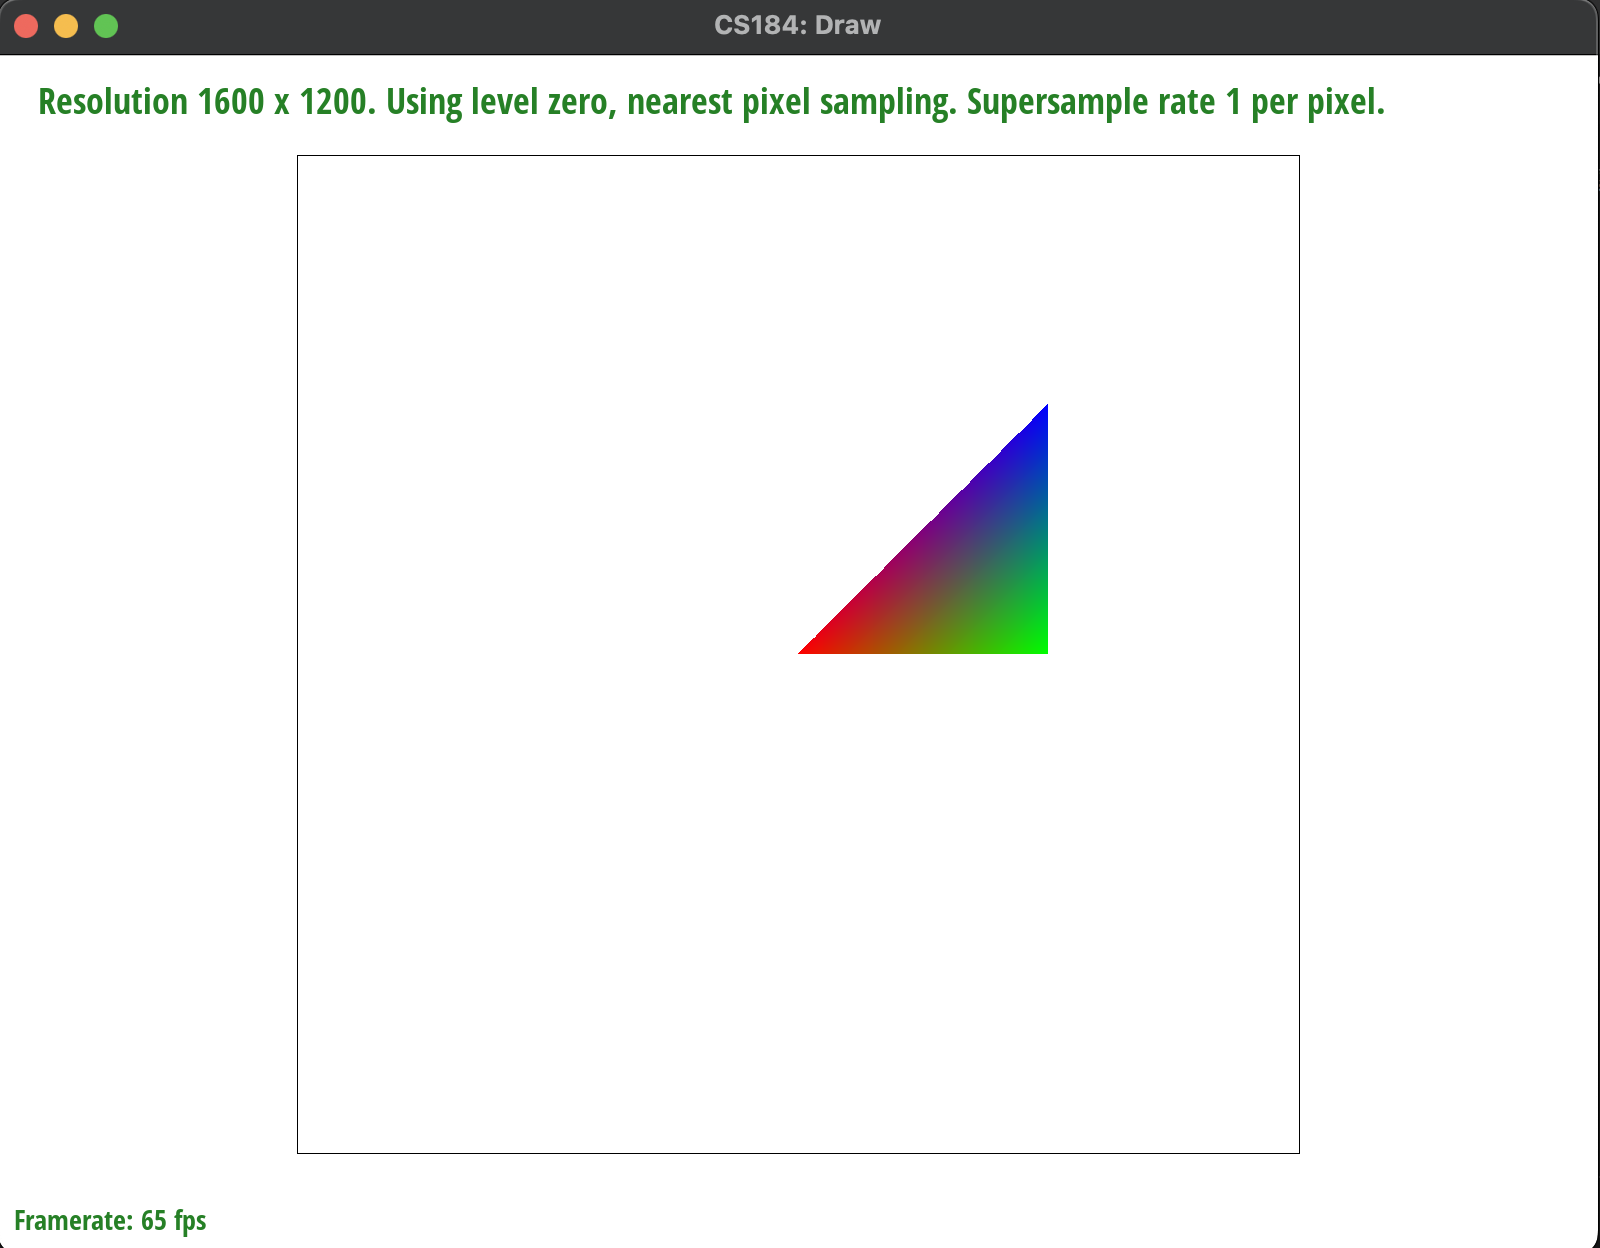 CS184: Draw
Resolution 1600 x 1200. Using level zero, nearest pixel sampling. Supersample rate 1 per pixel.
Framerate: 65 fps